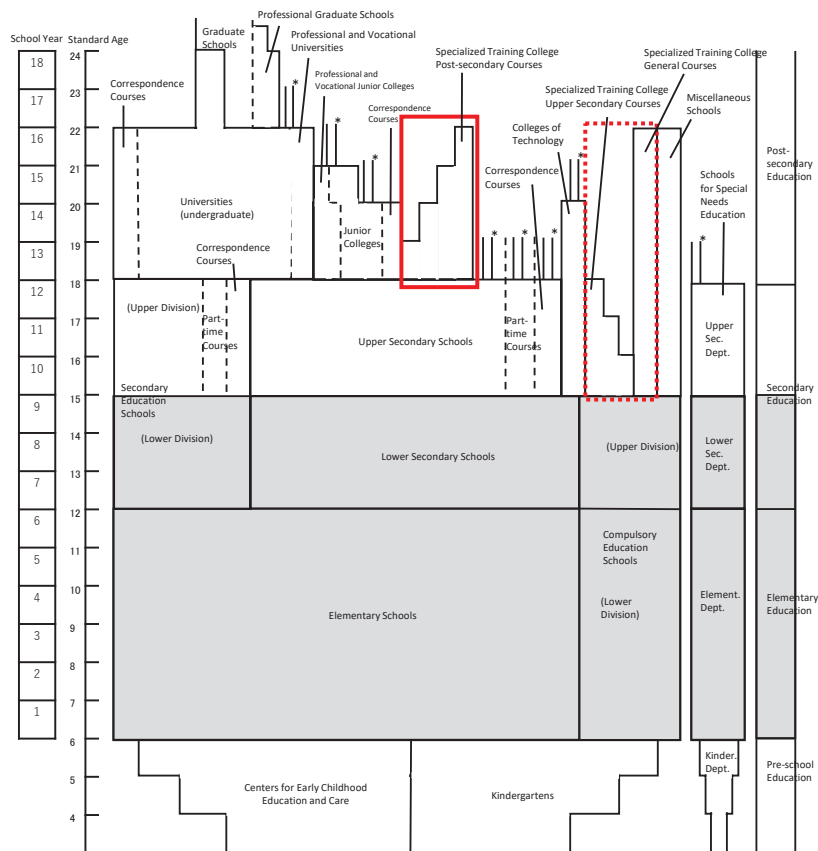 School Year
Standard Age
18
17
16
15
14
13
12
11
10
9
8
7
6
5
4
3
2
1
24
23
22
21
20
19
18
17
16
15
14
13
12
11
10
9
8
7
6
5
4
Professional Graduate Schools
Graduate
Schools
Professional and Vocational
Universities
Correspondence
Courses
Professional and
Vocational Junior Colleges
Correspondence
Courses
Specialized Training College
Post-secondary Courses
Specialized Training College
General Courses
Specialized Training College
Upper Secondary Courses
Miscellaneous
Schools
Colleges of
Technology
Correspondence
Courses
Schools
for Special
Needs
Education
Post-
secondary
Education
*
*
*
*
*
*
*
*
Universities
(undergraduate)
Junior
Colleges
Correspondence
Courses
(Upper Division)
Part-
time
Courses
Upper Secondary Schools
Part-
time
Courses
Upper
Sec.
Dept.
Secondary
Education
Schools
Secondary
Education
(Lower Division)
Lower Secondary Schools
(Upper Division)
Lower
Sec.
Dept.
Compulsory
Education
Schools
(Lower
Division)
Elementary Schools
Element.
Dept.
Elementary
Education
Kinder.
Dept.
Pre-school
Education
Centers for Early Childhood
Education and Care
Kindergartens